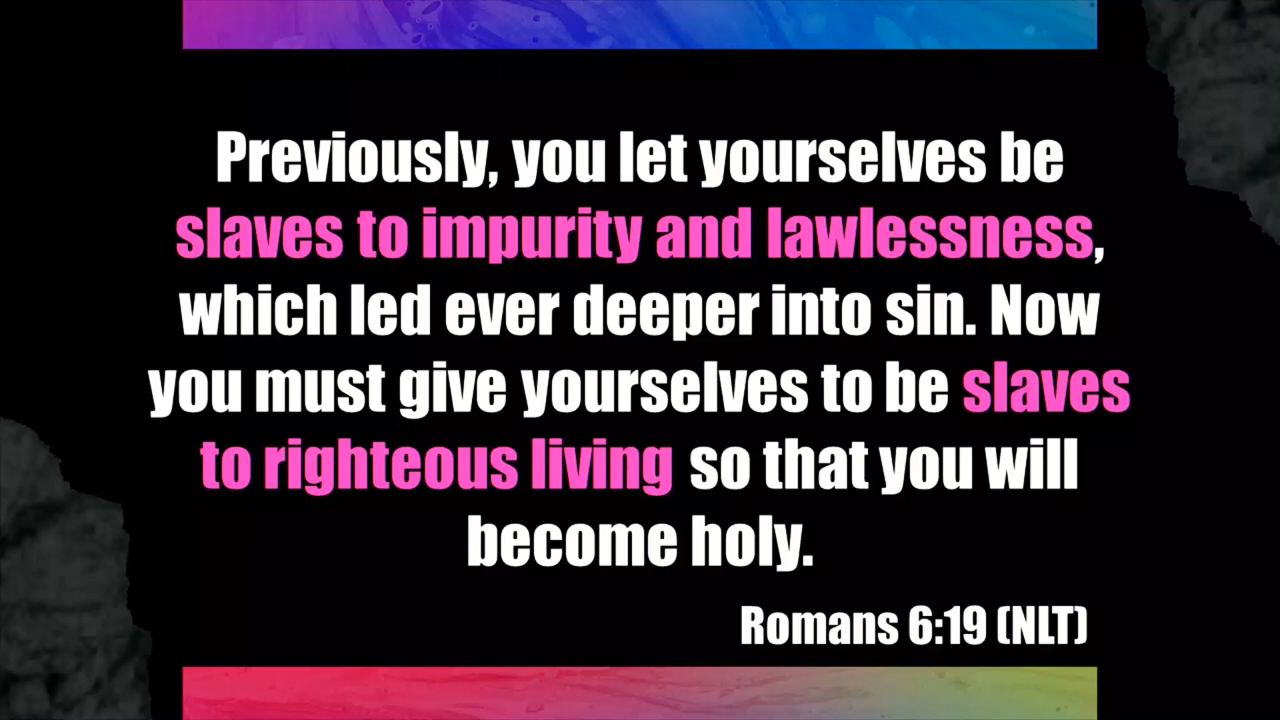 Previously, you let yourselves be
slaves to impurity and lawlessness,
which led ever deeper into sin. Now
you must give yourselves to be slaves
to righteous living so that you will
become holy.
Romans 6:19 (NLT)